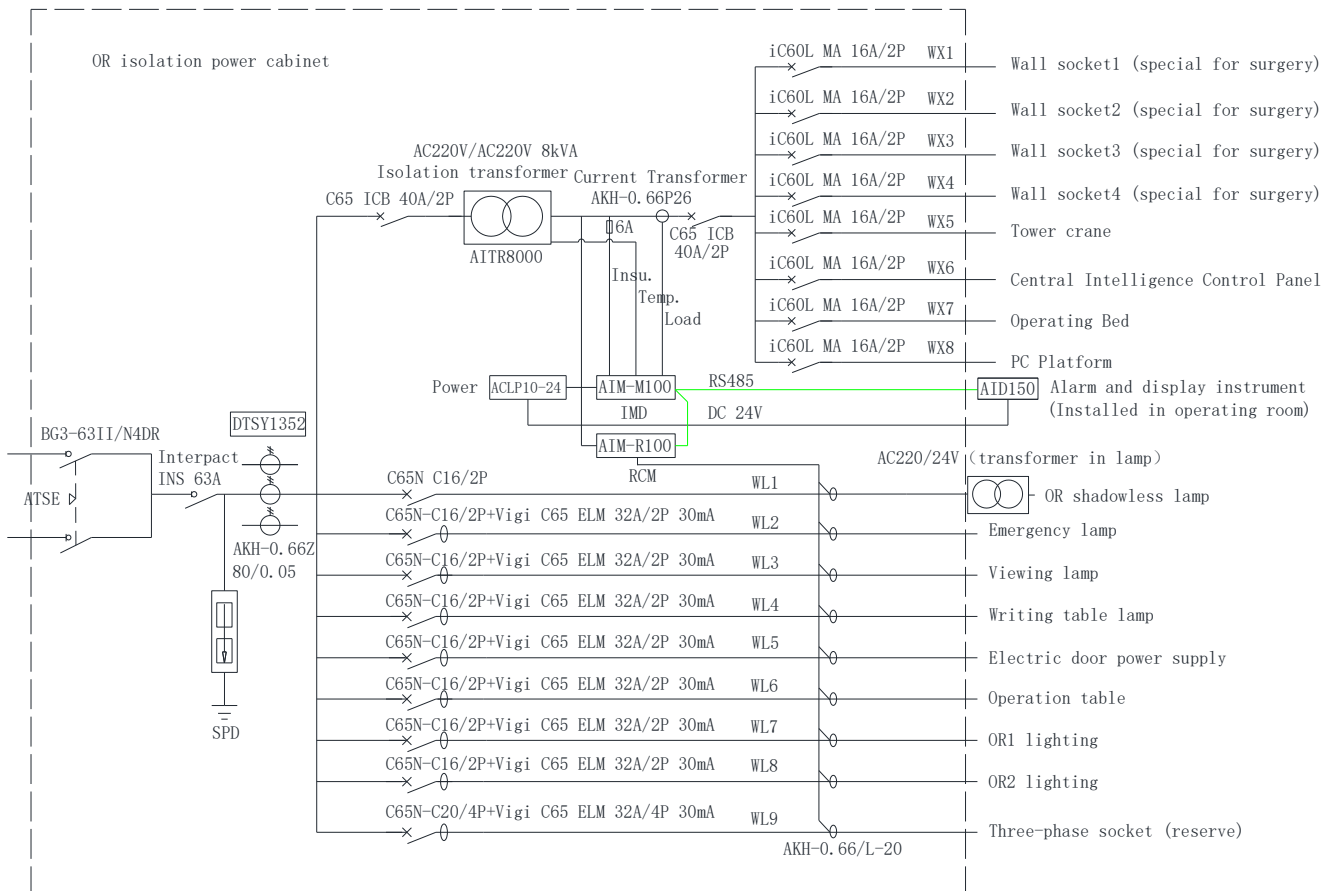 OR isolation power cabinet
iC60L MA 16A/2P
WX1
Wall socket1 (special for surgery)
iC60L MA 16A/2P
WX2
Wall socket2 (special for surgery)
iC60L MA 16A/2P
WX3
Wall socket3 (special for surgery)
iC60L MA 16A/2P
WX4
Wall socket4 (special for surgery)
iC60L MA 16A/2P
WX5
Tower crane
iC60L MA 16A/2P
WX6
Central Intelligence Control Panel
iC60L MA 16A/2P
WX7
Operating Bed
iC60L MA 16A/2P
WX8
PC Platform
AC220V/AC220V 8kVA
Isolation transformer
C65 ICB 40A/2P
AITR8000
Current Transformer
AKH-0.66P26
6A
C65 ICB
40A/2P
Insu.
Temp.
Load
Power
ACLP10-24
AIM-M100
IMD
RS485
DC 24V
AID150
Alarm and display instrument
(Installed in operating room)
AIM-R100
RCM
BG3-63II/N4DR
ATSE
Interpact
INS 63A
DTSY1352
AKH-0.66Z
80/0.05
SPD
AC220/24V (transformer in lamp)
C65N C16/2P
WL1
OR shadowless lamp
C65N-C16/2P+Vigi C65 ELM 32A/2P 30mA
WL2
Emergency lamp
C65N-C16/2P+Vigi C65 ELM 32A/2P 30mA
WL3
Viewing lamp
C65N-C16/2P+Vigi C65 ELM 32A/2P 30mA
WL4
Writing table lamp
C65N-C16/2P+Vigi C65 ELM 32A/2P 30mA
WL5
Electric door power supply
C65N-C16/2P+Vigi C65 ELM 32A/2P 30mA
WL6
Operation table
C65N-C16/2P+Vigi C65 ELM 32A/2P 30mA
WL7
OR1 lighting
C65N-C16/2P+Vigi C65 ELM 32A/2P 30mA
WL8
OR2 lighting
C65N-C20/4P+Vigi C65 ELM 32A/4P 30mA
WL9
Three-phase socket (reserve)
AKH-0.66/L-20